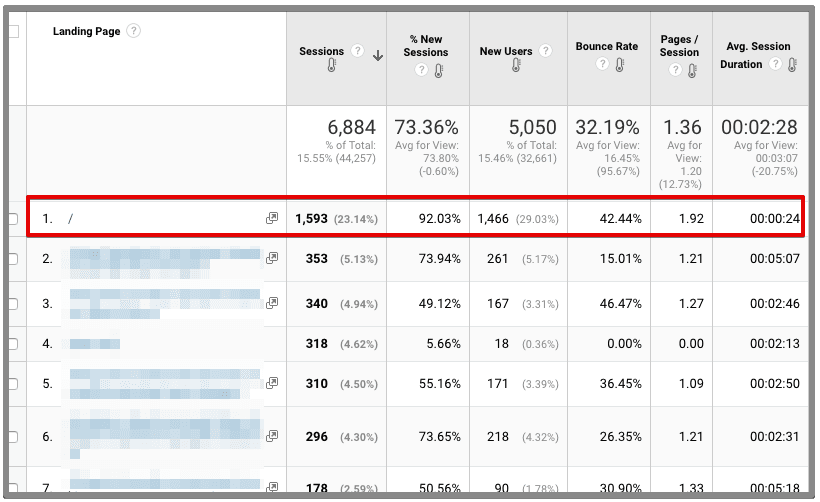 Landing Page ?
Sessions ?
% New Sessions ?
New Users ?
Bounce Rate ?
Pages / Session ?
Avg. Session Duration ?
6,884
% of Total:
15.55% (44,257)
73.36%
Avg for View:
73.80%
(-0.60%)
5,050
% of Total:
15.46% (32,661)
32.19%
Avg for View:
16.45%
(95.67%)
1.36
Avg for
View:
1.20
(12.73%)
00:02:28
Avg for View:
00:03:07
(-20.75%)
1. / 1,593 (23.14%) 92.03% 1,466 (29.03%) 42.44% 1.92 00:00:24
2. 353 (5.13%) 73.94% 261 (5.17%) 15.01% 1.21 00:05:07
3. 340 (4.94%) 49.12% 167 (3.31%) 46.47% 1.27 00:02:46
4. 318 (4.62%) 5.66% 18 (0.36%) 0.00% 0.00 00:02:13
5. 310 (4.50%) 55.16% 171 (3.39%) 36.45% 1.09 00:02:50
6. 296 (4.30%) 73.65% 218 (4.32%) 26.35% 1.21 00:02:31
7. 178 (2.59%) 50.56% 90 (1.78%) 30.90% 1.33 00:05:18